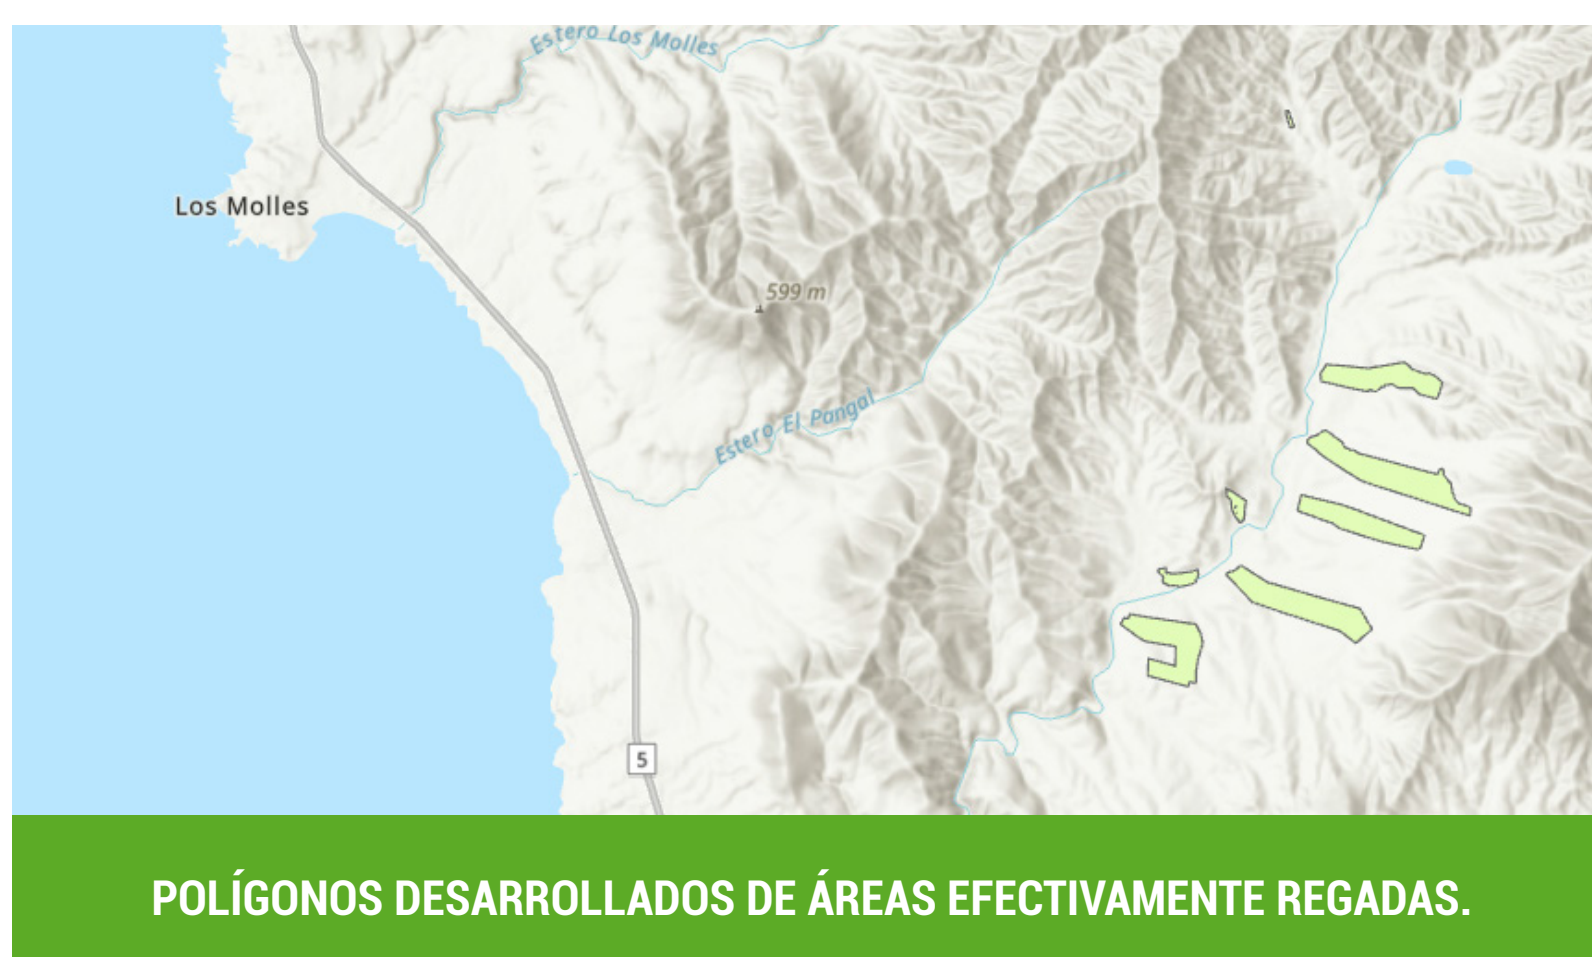 Estero Los Molles
Los Molles
599 m
Estero El Pangal
5
POLÍGONOS DESARROLLADOS DE ÁREAS EFECTIVAMENTE REGADAS.